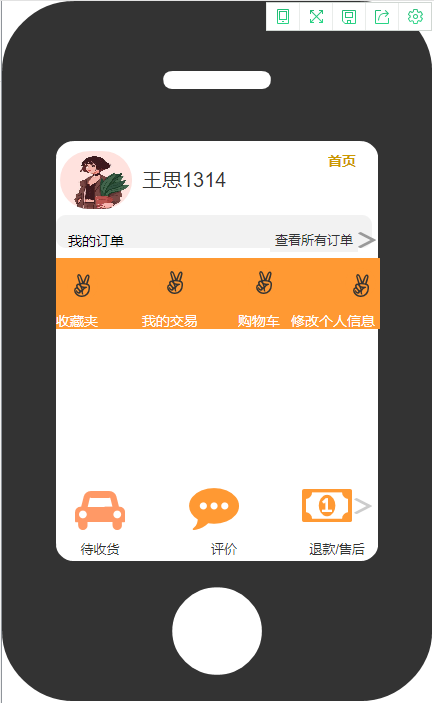 首页
王思1314
我的订单 查看所有订单
收藏夹 我的交易 购物车 修改个人信息
1
待收货 评价 退款/售后